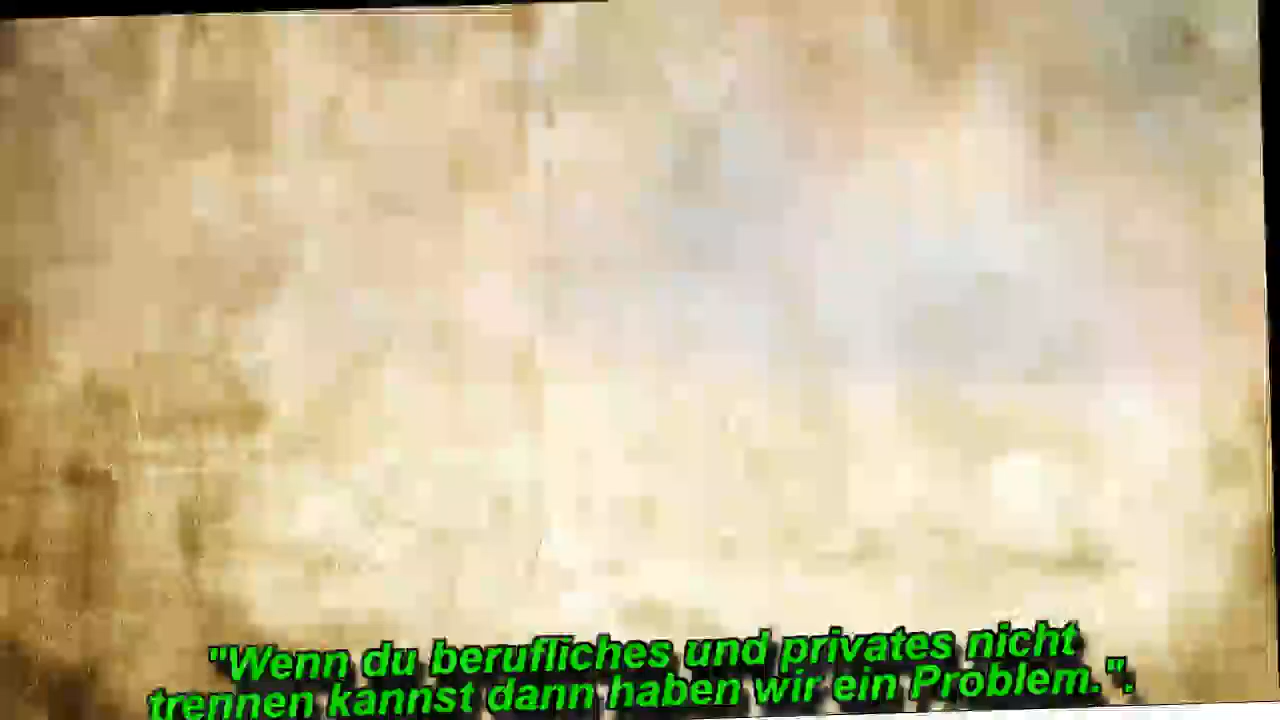 "Wenn du berufliches und privates nicht
trennen kannst dann haben wir ein Problem.".